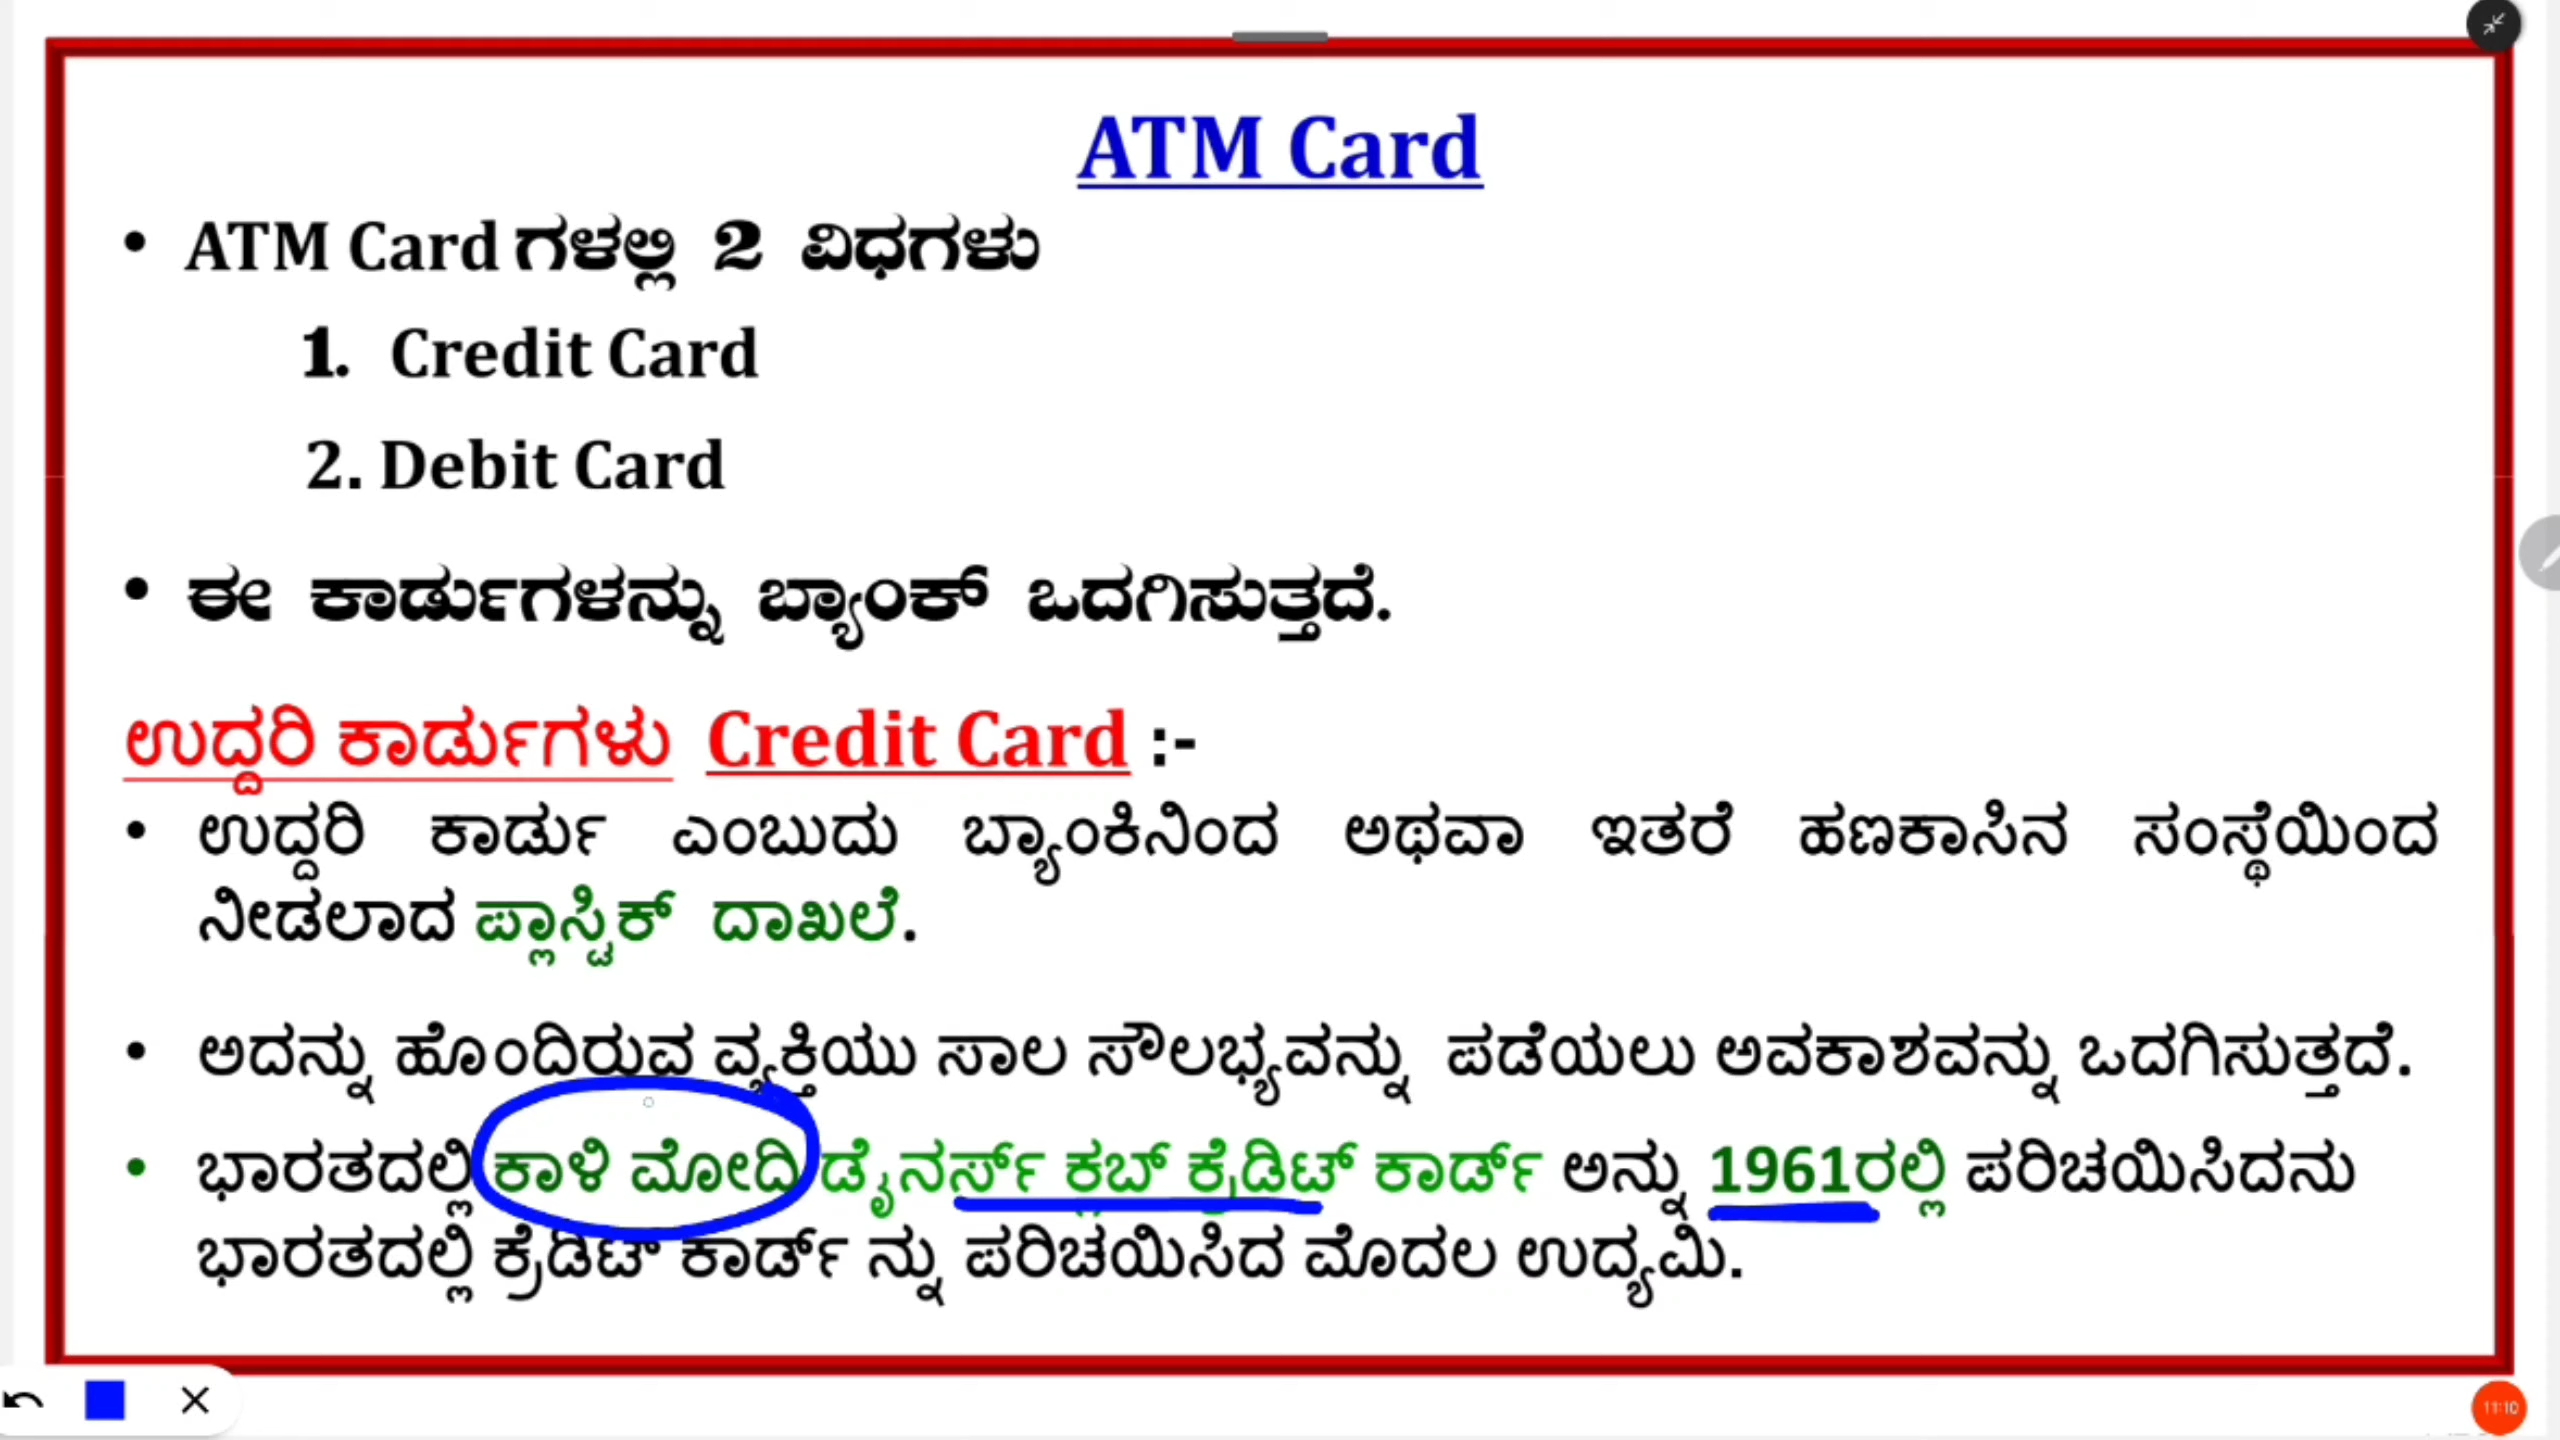 ATM Card
• ATM Card ಗಳಲ್ಲಿ 2 ವಿಧಗಳು
1. Credit Card
2. Debit Card
• ಈ ಕಾರ್ಡುಗಳನ್ನು ಬ್ಯಾಂಕ್ ಒದಗಿಸುತ್ತದೆ.
ಉದ್ದರಿ ಕಾರ್ಡುಗಳು Credit Card :-
• ಉದ್ದರಿ ಕಾರ್ಡು ಎಂಬುದು ಬ್ಯಾಂಕಿನಿಂದ ಅಥವಾ ಇತರೆ ಹಣಕಾಸಿನ ಸಂಸ್ಥೆಯಿಂದ
ನೀಡಲಾದ ಪ್ಲಾಸ್ಟಿಕ್ ದಾಖಲೆ.
• ಅದನ್ನು ಹೊಂದಿರುವ ವ್ಯಕ್ತಿಯು ಸಾಲ ಸೌಲಭ್ಯವನ್ನು ಪಡೆಯಲು ಅವಕಾಶವನ್ನು ಒದಗಿಸುತ್ತದೆ.
• ಭಾರತದಲ್ಲಿ ಕಾಳಿ ಮೋದಿ ಡೈನರ್ಸ್ ಕ್ಲಬ್ ಕ್ರೆಡಿಟ್ ಕಾರ್ಡ್ ಅನ್ನು 1961ರಲ್ಲಿ ಪರಿಚಯಿಸಿದನು
ಭಾರತದಲ್ಲಿ ಕ್ರೆಡಿಟ್ ಕಾರ್ಡ್ ನ್ನು ಪರಿಚಯಿಸಿದ ಮೊದಲ ಉದ್ಯಮಿ.
11:10